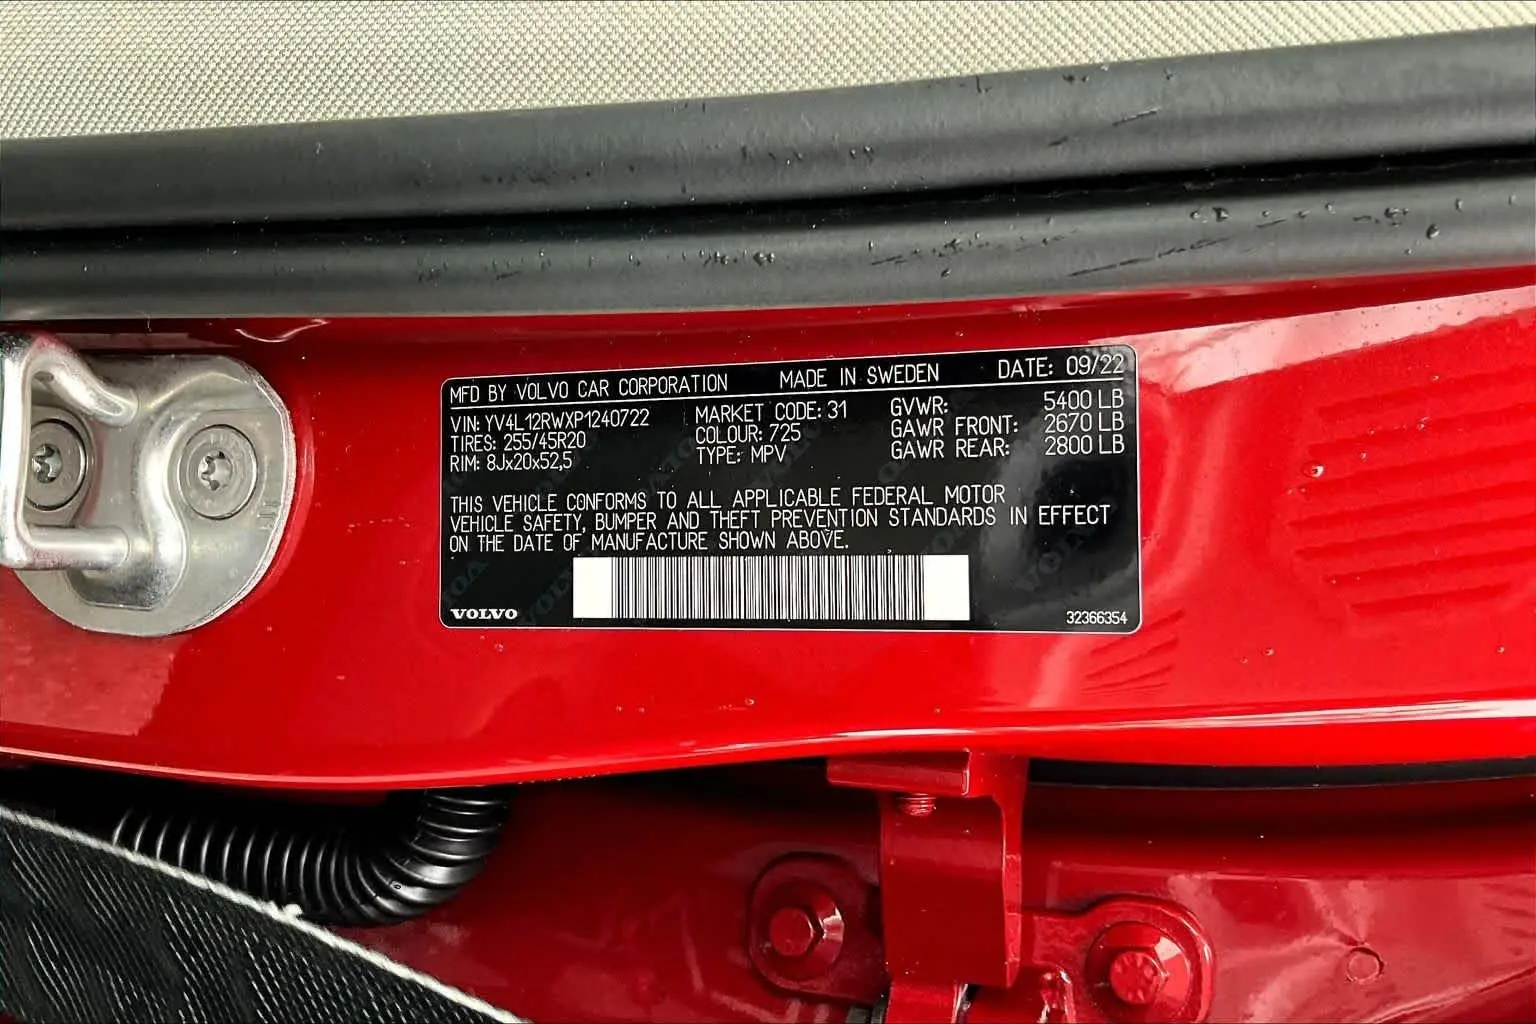 MFD BY VOLVO CAR CORPORATION MADE IN SWEDEN DATE: 09/22
VIN: YV4L12RWXP1240722 MARKET CODE: 31 GVWR: 5400 LB
TIRES: 255/45R20 COLOUR: 725 GAWR FRONT: 2670 LB
RIM: 8Jx20x52,5 TYPE: MPV GAWR REAR: 2800 LB
THIS VEHICLE CONFORMS TO ALL APPLICABLE FEDERAL MOTOR
VEHICLE SAFETY, BUMPER AND THEFT PREVENTION STANDARDS IN EFFECT
ON THE DATE OF MANUFACTURE SHOWN ABOVE.
VOLVO 32366354